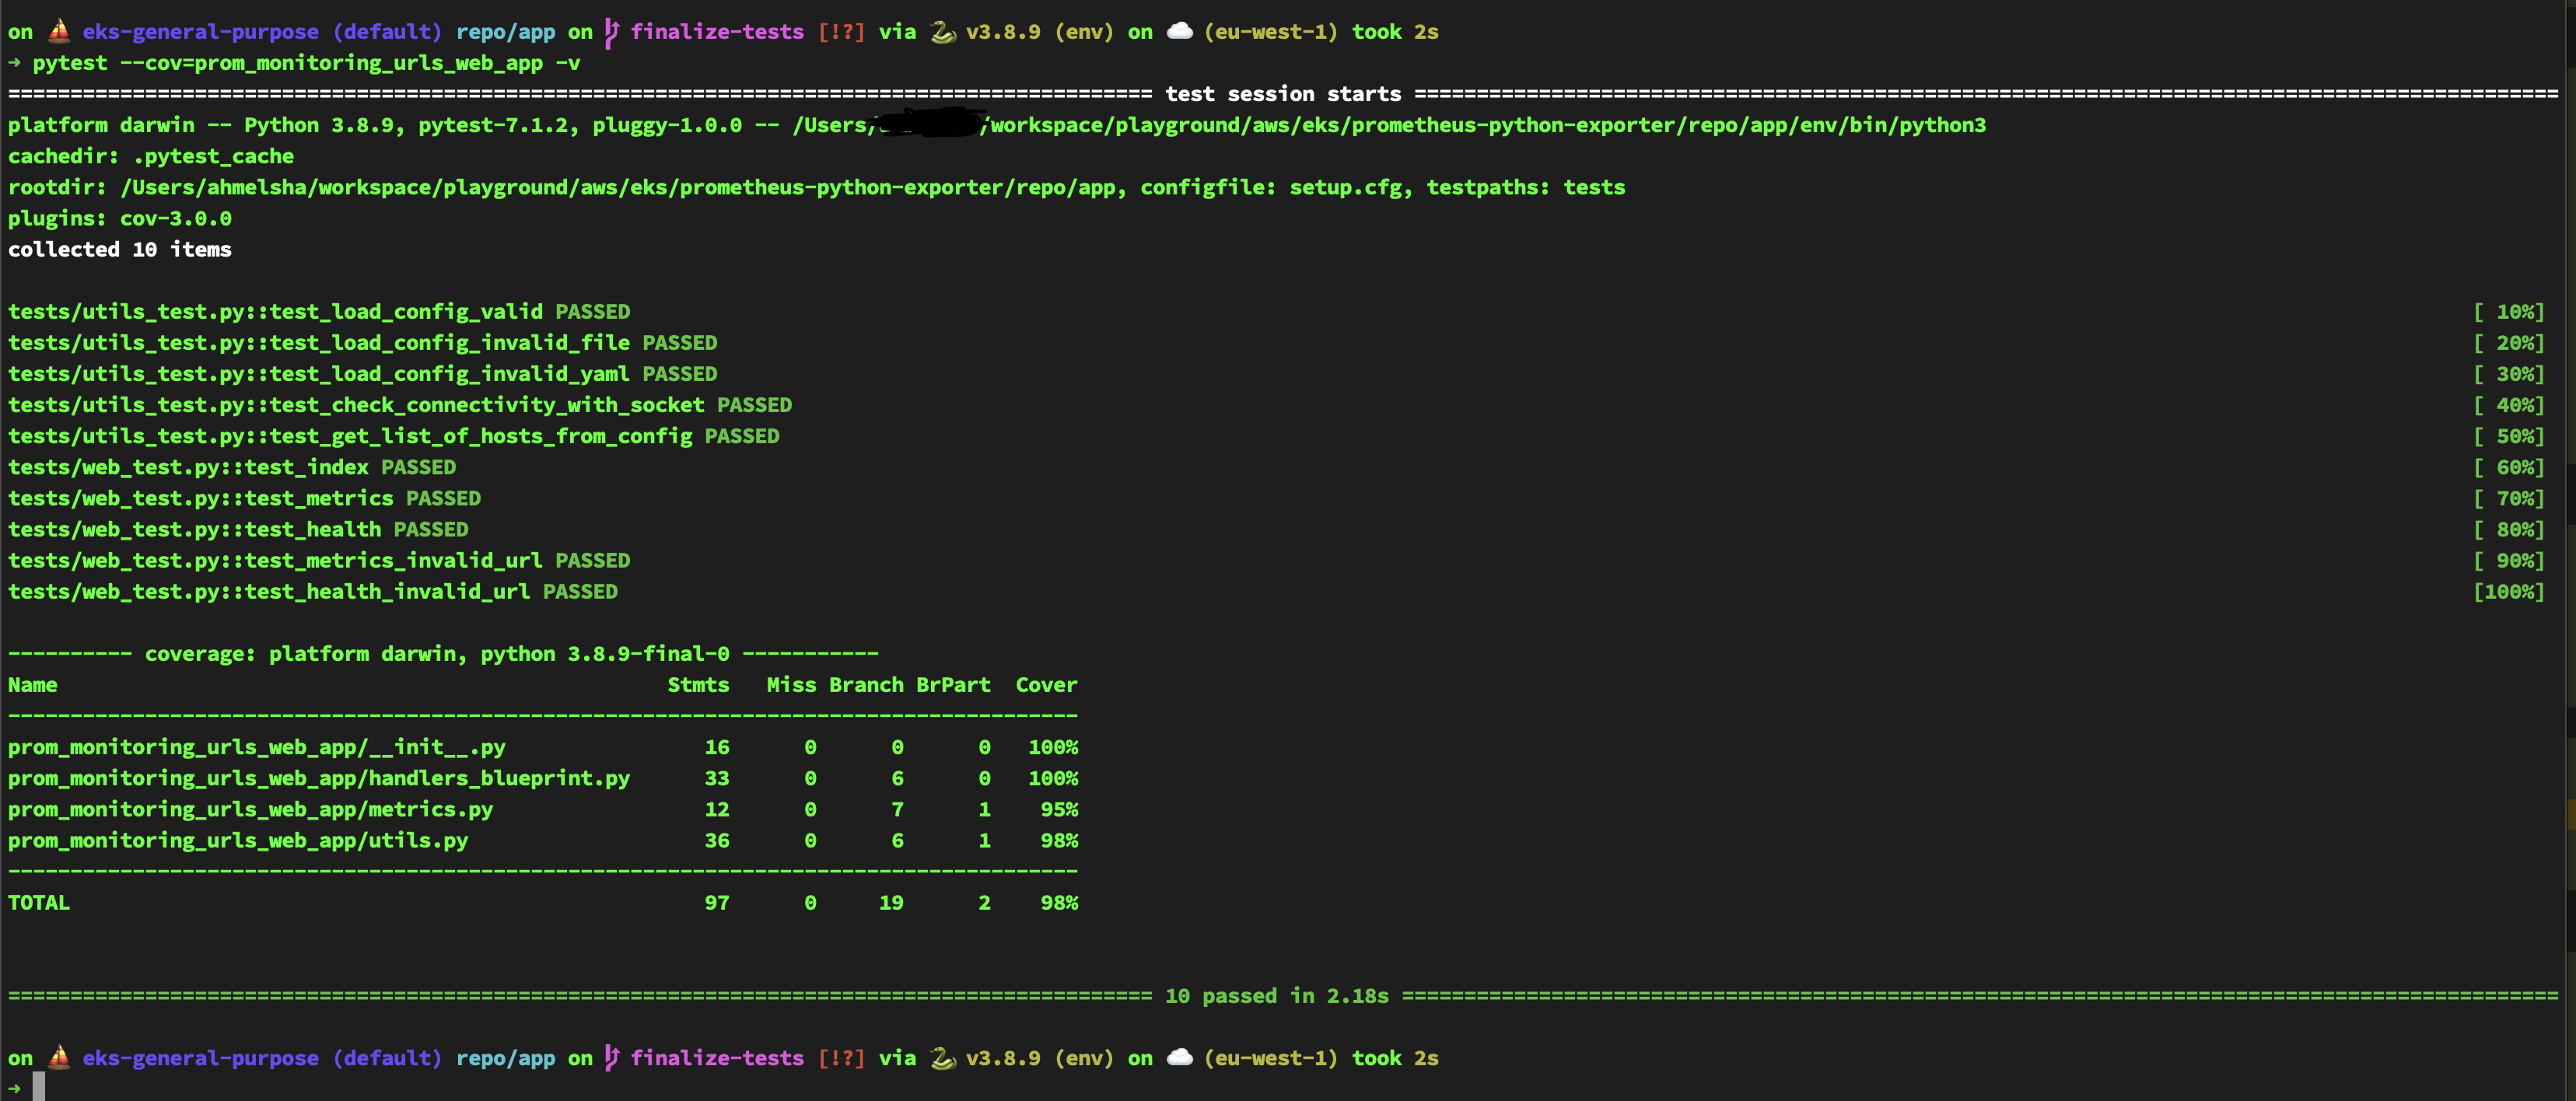 on eks-general-purpose (default) repo/app on finalize-tests [!?] via v3.8.9 (env) on (eu-west-1) took 2s
→ pytest --cov=prom_monitoring_urls_web_app -v
============================================================================================ test session starts ============================================================================================
platform darwin -- Python 3.8.9, pytest-7.1.2, pluggy-1.0.0 -- /Users/ /workspace/playground/aws/eks/prometheus-python-exporter/repo/app/env/bin/python3
cachedir: .pytest_cache
rootdir: /Users/ahmelsha/workspace/playground/aws/eks/prometheus-python-exporter/repo/app, configfile: setup.cfg, testpaths: tests
plugins: cov-3.0.0
collected 10 items
tests/utils_test.py::test_load_config_valid PASSED [ 10%]
tests/utils_test.py::test_load_config_invalid_file PASSED [ 20%]
tests/utils_test.py::test_load_config_invalid_yaml PASSED [ 30%]
tests/utils_test.py::test_check_connectivity_with_socket PASSED [ 40%]
tests/utils_test.py::test_get_list_of_hosts_from_config PASSED [ 50%]
tests/web_test.py::test_index PASSED [ 60%]
tests/web_test.py::test_metrics PASSED [ 70%]
tests/web_test.py::test_health PASSED [ 80%]
tests/web_test.py::test_metrics_invalid_url PASSED [ 90%]
tests/web_test.py::test_health_invalid_url PASSED [100%]
---------- coverage: platform darwin, python 3.8.9-final-0 -----------
Name Stmts Miss Branch BrPart Cover
--------------------------------------------------------------------------------------
prom_monitoring_urls_web_app/__init__.py 16 0 0 0 100%
prom_monitoring_urls_web_app/handlers_blueprint.py 33 0 6 0 100%
prom_monitoring_urls_web_app/metrics.py 12 0 7 1 95%
prom_monitoring_urls_web_app/utils.py 36 0 6 1 98%
--------------------------------------------------------------------------------------
TOTAL 97 0 19 2 98%
============================================================================================ 10 passed in 2.18s =============================================================================================
on eks-general-purpose (default) repo/app on finalize-tests [!?] via v3.8.9 (env) on (eu-west-1) took 2s
→